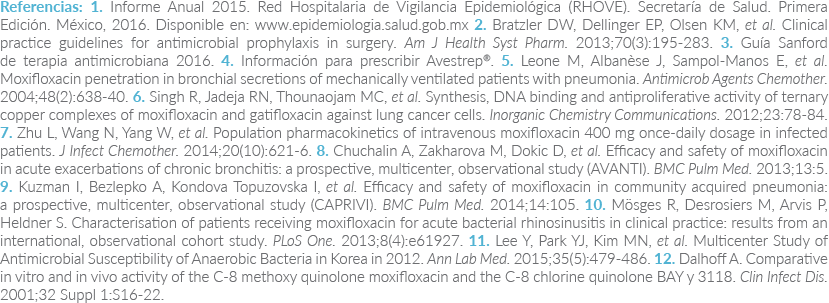 Referencias: 1. Informe Anual 2015. Red Hospitalaria de Vigilancia Epidemiológica (RHOVE). Secretaría de Salud. Primera
Edición. México, 2016. Disponible en: www.epidemiologia.salud.gob.mx 2. Bratzler DW, Dellinger EP, Olsen KM, et al. Clinical
practice guidelines for antimicrobial prophylaxis in surgery. Am J Health Syst Pharm. 2013;70(3):195-283. 3. Guía Sanford
de terapia antimicrobiana 2016. 4. Información para prescribir Avestrep®. 5. Leone M, Albanèse J, Sampol-Manos E, et al.
Moxifloxacin penetration in bronchial secretions of mechanically ventilated patients with pneumonia. Antimicrob Agents Chemother.
2004;48(2):638-40. 6. Singh R, Jadeja RN, Thounaojam MC, et al. Synthesis, DNA binding and antiproliferative activity of ternary
copper complexes of moxifloxacin and gatifloxacin against lung cancer cells. Inorganic Chemistry Communications. 2012;23:78-84.
7. Zhu L, Wang N, Yang W, et al. Population pharmacokinetics of intravenous moxifloxacin 400 mg once-daily dosage in infected
patients. J Infect Chemother. 2014;20(10):621-6. 8. Chuchalin A, Zakharova M, Dokic D, et al. Efficacy and safety of moxifloxacin
in acute exacerbations of chronic bronchitis: a prospective, multicenter, observational study (AVANTI). BMC Pulm Med. 2013;13:5.
9. Kuzman I, Bezlepko A, Kondova Topuzovska I, et al. Efficacy and safety of moxifloxacin in community acquired pneumonia:
a prospective, multicenter, observational study (CAPRIVI). BMC Pulm Med. 2014;14:105. 10. Mösges R, Desrosiers M, Arvis P,
Heldner S. Characterisation of patients receiving moxifloxacin for acute bacterial rhinosinusitis in clinical practice: results from an
international, observational cohort study. PLoS One. 2013;8(4):e61927. 11. Lee Y, Park YJ, Kim MN, et al. Multicenter Study of
Antimicrobial Susceptibility of Anaerobic Bacteria in Korea in 2012. Ann Lab Med. 2015;35(5):479-486. 12. Dalhoff A. Comparative
in vitro and in vivo activity of the C-8 methoxy quinolone moxifloxacin and the C-8 chlorine quinolone BAY y 3118. Clin Infect Dis.
2001;32 Suppl 1:S16-22.